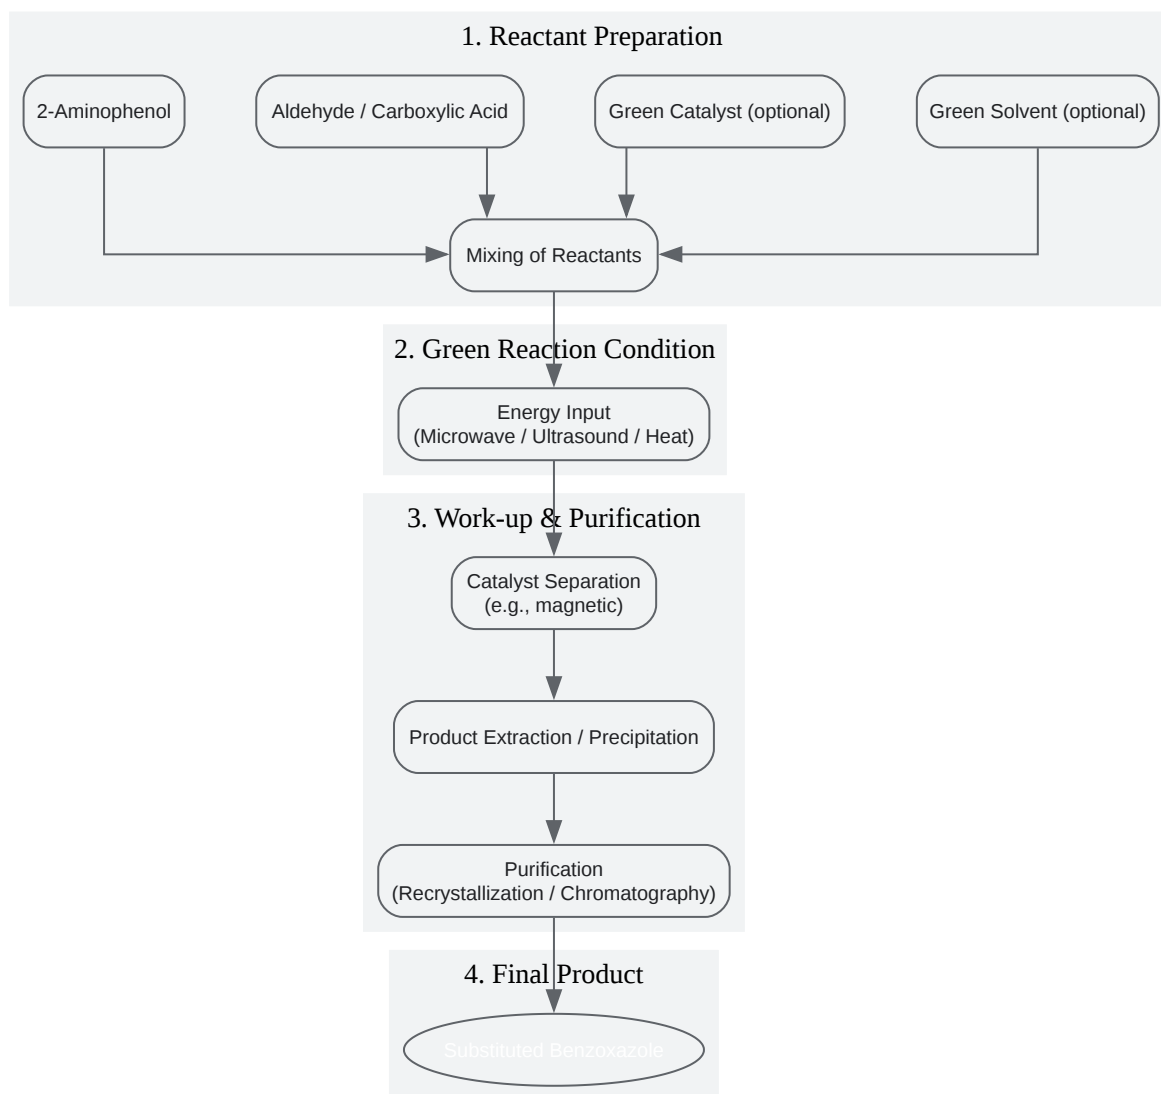 1. Reactant Preparation
2-Aminophenol
Aldehyde / Carboxylic Acid
Green Catalyst (optional)
Green Solvent (optional)
Mixing of Reactants
2. Green Reaction Condition
Energy Input
(Microwave / Ultrasound / Heat)
3. Work-up & Purification
Catalyst Separation
(e.g., magnetic)
Product Extraction / Precipitation
Purification
(Recrystallization / Chromatography)
4. Final Product
Substituted Benzoxazole